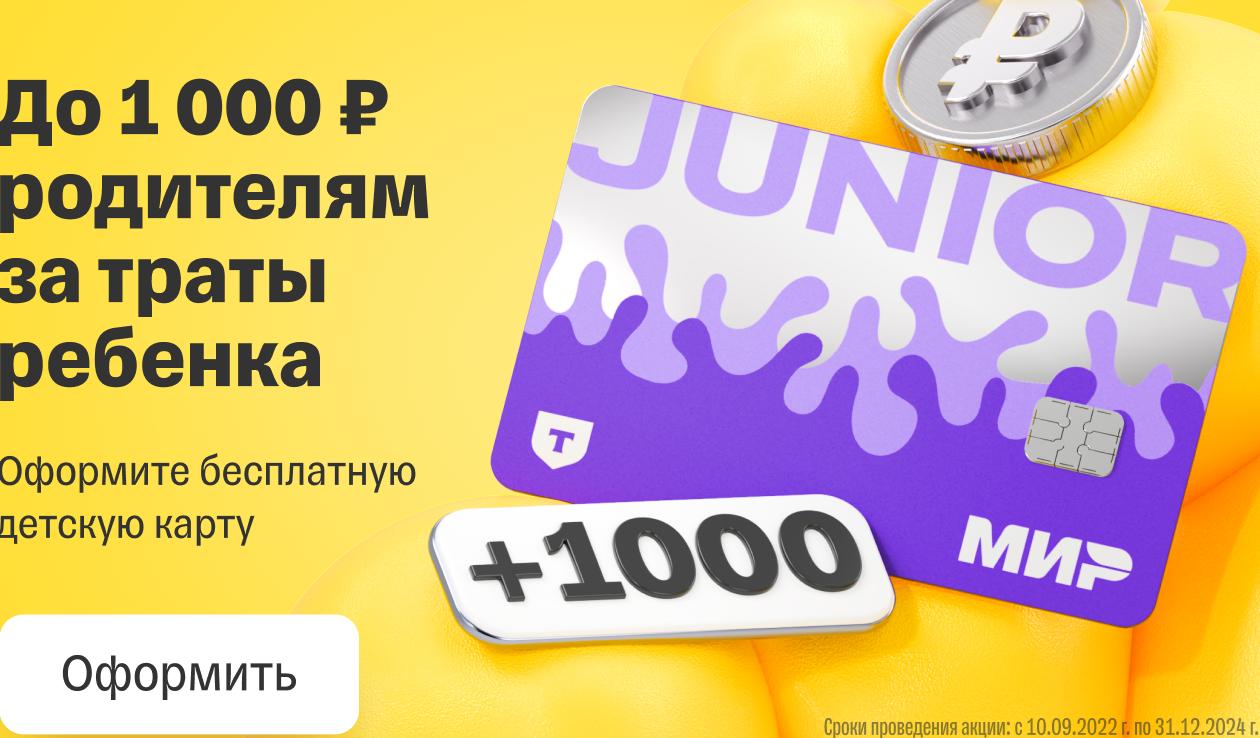 До 1 000 ₽
родителям
за траты
ребенка
Оформите бесплатную
детскую карту
Оформить
₽
JUNIOR
Т
МИР
+1000
Сроки проведения акции: с 10.09.2022 г. по 31.12.2024 г.